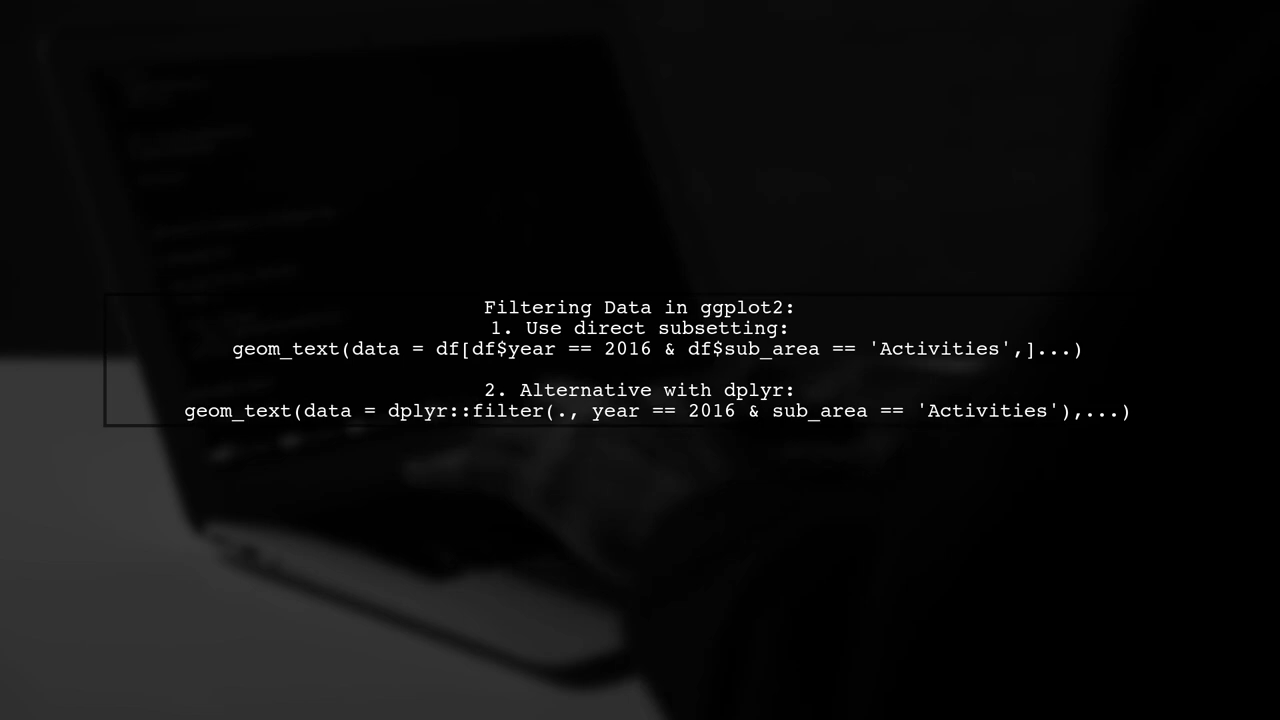 Filtering Data in ggplot2:
1. Use direct subsetting:
geom_text(data = df[df$year == 2016 & df$sub_area == 'Activities',]...)
2. Alternative with dplyr:
geom_text(data = dplyr::filter(., year == 2016 & sub_area == 'Activities'),...)